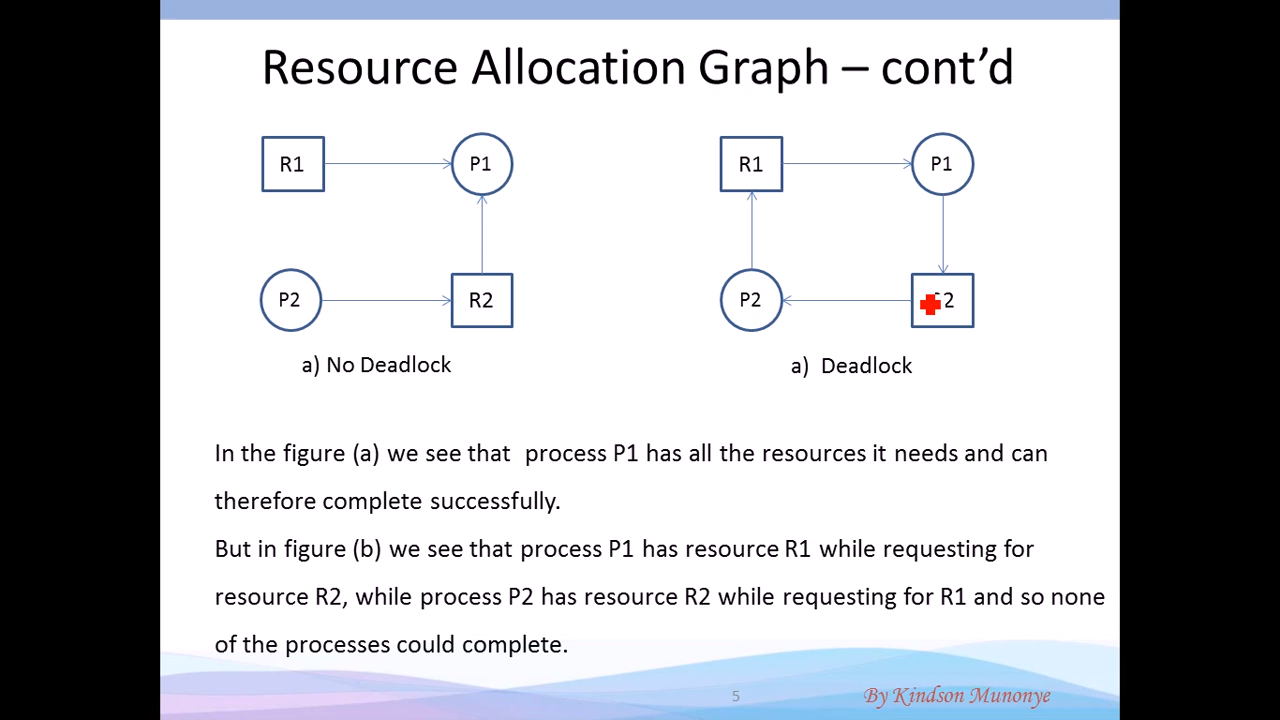 Resource Allocation Graph – cont’d
R1 P1 R1 P1
P2 R2 P2 2
a) No Deadlock a) Deadlock
In the figure (a) we see that process P1 has all the resources it needs and can
therefore complete successfully.
But in figure (b) we see that process P1 has resource R1 while requesting for
resource R2, while process P2 has resource R2 while requesting for R1 and so none
of the processes could complete.
5 By Kindson Munonye